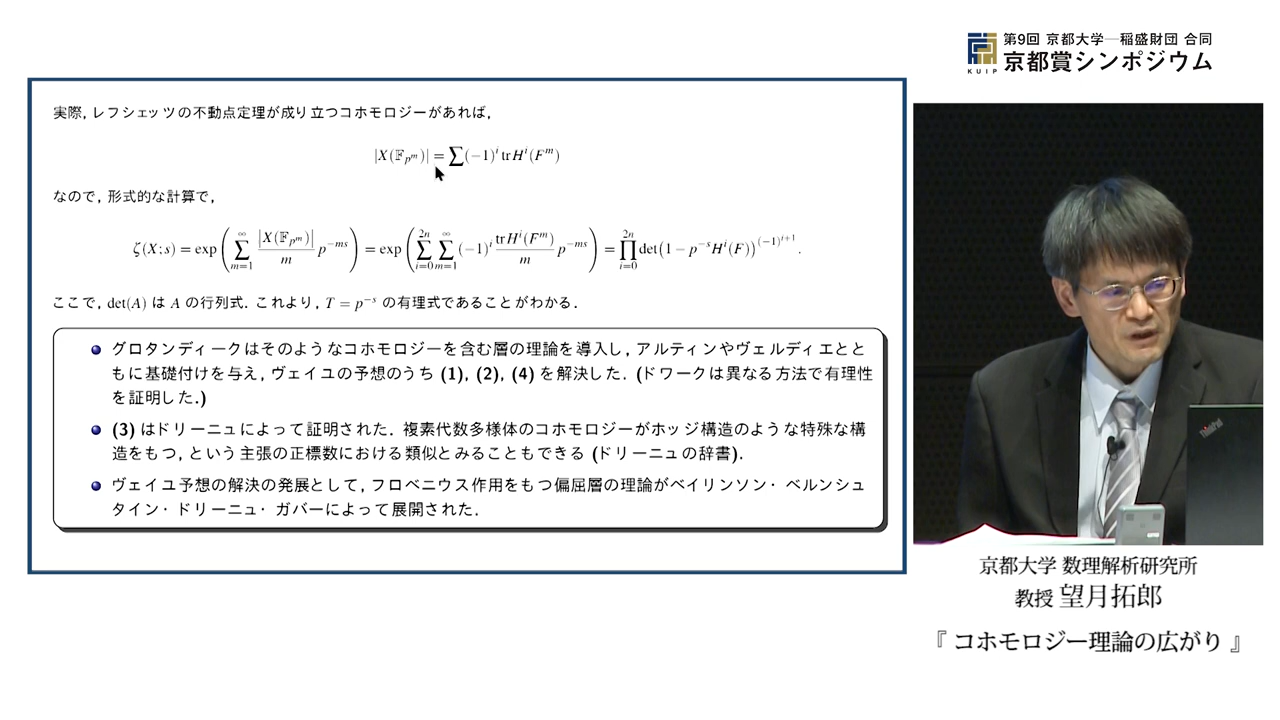 第9回 京都大学―稲盛財団 合同
京都賞シンポジウム
KUIP
実際, レフシェッツの不動点定理が成り立つコホモロジーがあれば,
|X(𝔽_{p^m})| = ∑(−1)^i tr H^i(F^m)
なので, 形式的な計算で,
ζ(X; s) = exp(∑_{m=1}^{∞} |X(𝔽_{p^m})|/m p^{−ms}) = exp(∑_{i=0}^{2n} ∑_{m=1}^{∞} (−1)^i tr H^i(F^m)/m p^{−ms}) = ∏_{i=0}^{2n} det(1 − p^{−s}H^i(F))^{(−1)^{i+1}}.
ここで, det(A) は A の行列式. これより, T = p^{−s} の有理式であることがわかる.
• グロタンディークはそのようなコホモロジーを含む層の理論を導入し, アルティンやヴェルディエとと
もに基礎付けを与え, ヴェイユの予想のうち (1), (2), (4) を解決した. (ドワークは異なる方法で有理性
を証明した.)
• (3) はドリーニュによって証明された. 複素代数多様体のコホモロジーがホッジ構造のような特殊な構
造をもつ, という主張の正標数における類似とみることもできる (ドリーニュの辞書).
• ヴェイユ予想の解決の発展として, フロベニウス作用をもつ偏屈層の理論がベイリンソン・ベルンシュ
タイン・ドリーニュ・ガバーによって展開された.
ThinkPad
京都大学 数理解析研究所
教授 望月拓郎
『 コホモロジー理論の広がり 』